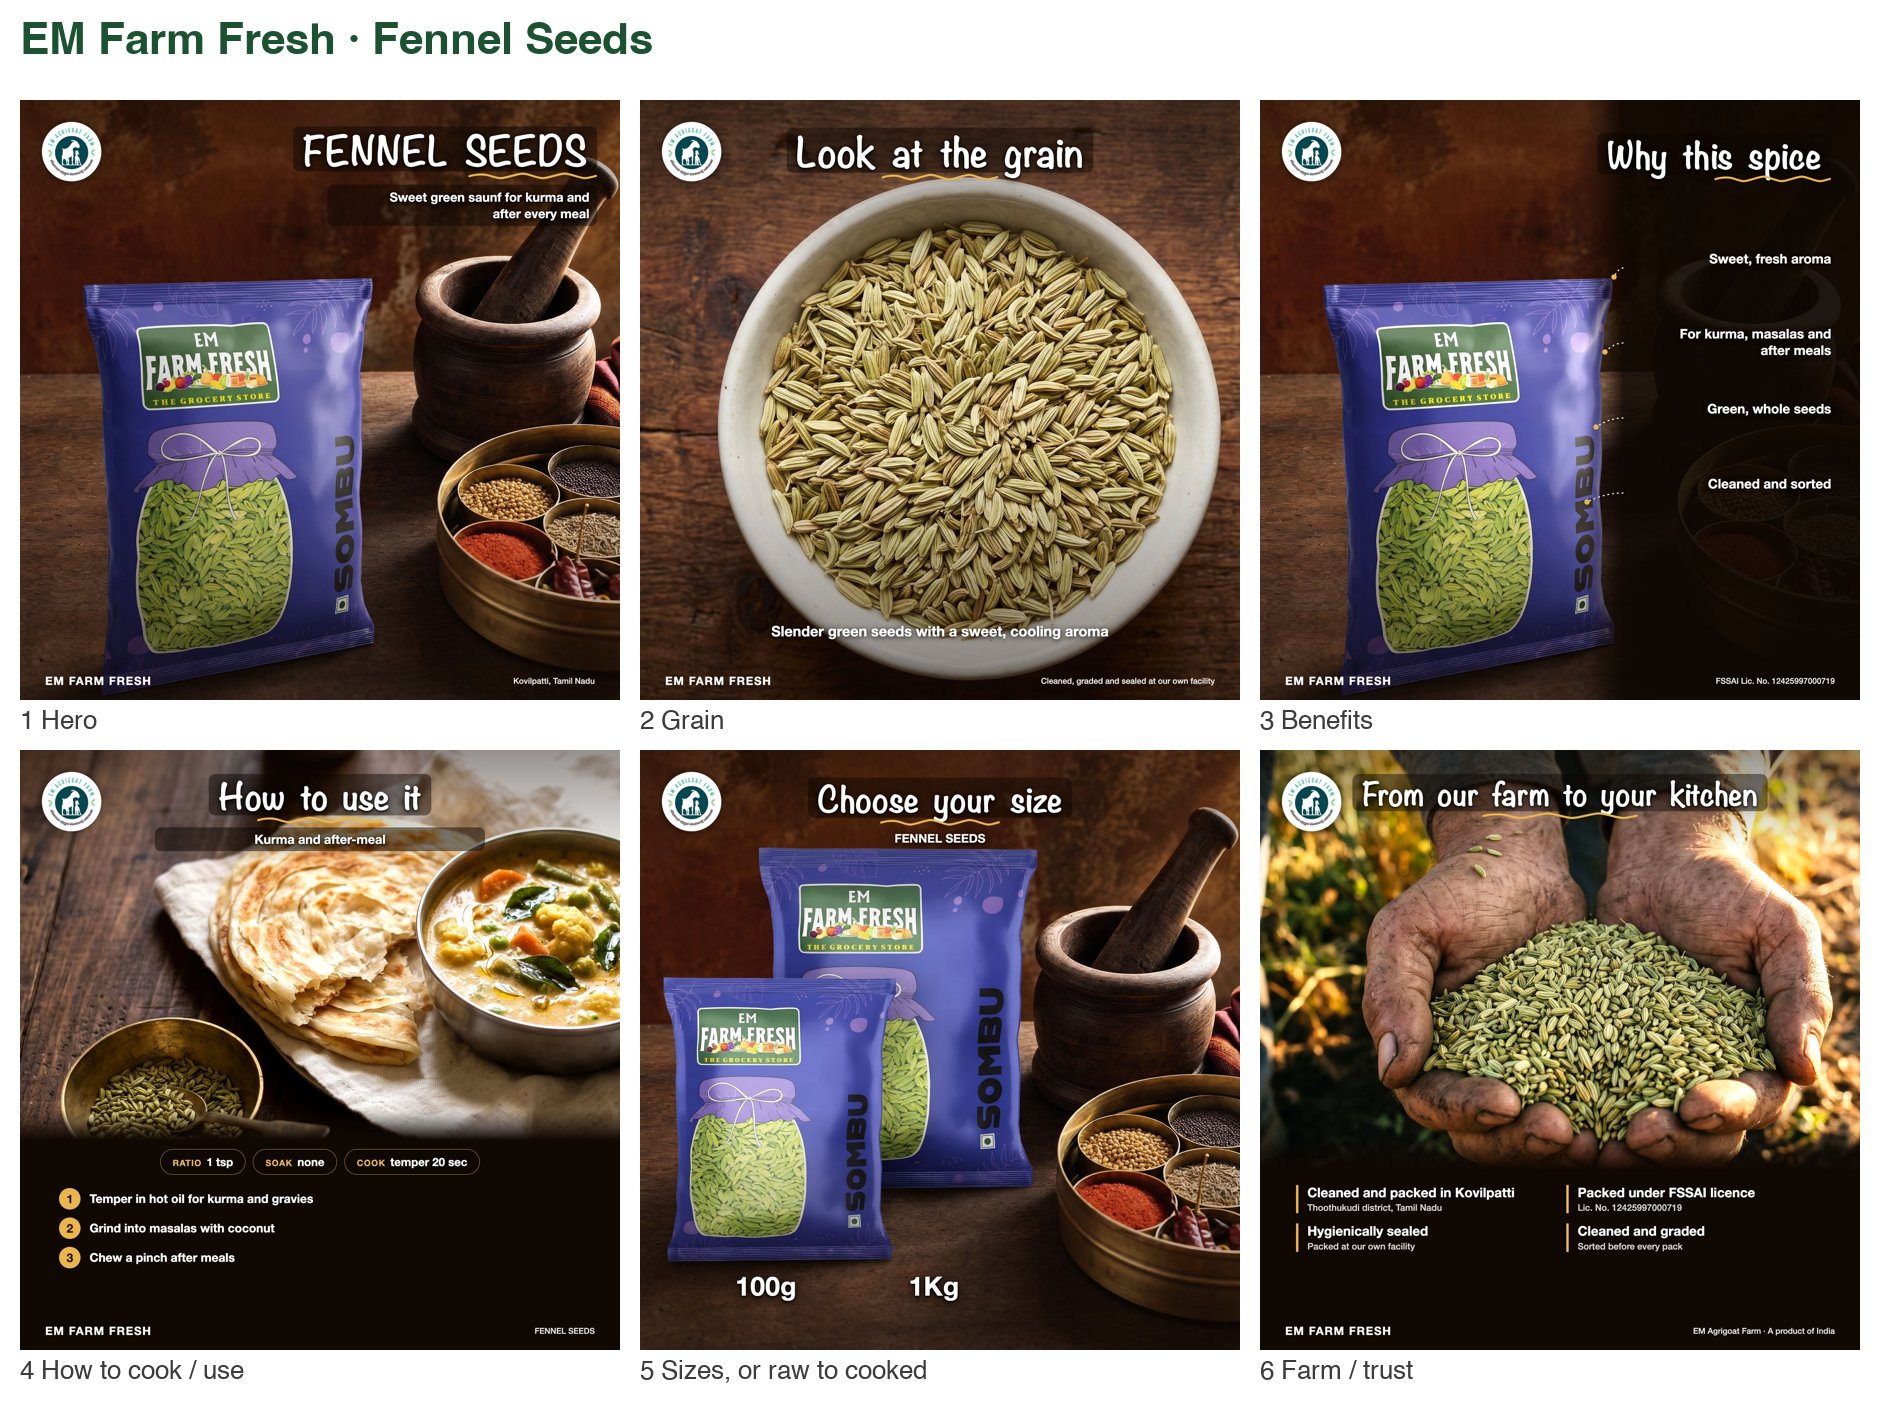 EM Farm Fresh · Fennel Seeds
FENNEL SEEDS
Sweet green saunf for kurma and
after every meal
EM
FARM FRESH
THE GROCERY STORE
SOMBU
EM FARM FRESH
Kovilpatti, Tamil Nadu
1 Hero
Look at the grain
Slender green seeds with a sweet, cooling aroma
EM FARM FRESH
Cleaned, graded and sealed at our own facility
2 Grain
Why this spice
Sweet, fresh aroma
For kurma, masalas and
after meals
Green, whole seeds
Cleaned and sorted
EM
FARM FRESH
THE GROCERY STORE
SOMBU
EM FARM FRESH
FSSAI Lic. No. 12425997000719
3 Benefits
How to use it
Kurma and after-meal
RATIO 1 tsp
SOAK none
COOK temper 20 sec
1 Temper in hot oil for kurma and gravies
2 Grind into masalas with coconut
3 Chew a pinch after meals
EM FARM FRESH
FENNEL SEEDS
4 How to cook / use
Choose your size
FENNEL SEEDS
EM
FARM FRESH
THE GROCERY STORE
SOMBU
EM
FARM FRESH
THE GROCERY STORE
SOMBU
100g
1Kg
5 Sizes, or raw to cooked
From our farm to your kitchen
Cleaned and packed in Kovilpatti
Thoothukudi district, Tamil Nadu
Packed under FSSAI licence
Lic. No. 12425997000719
Hygienically sealed
Packed at our own facility
Cleaned and graded
Sorted before every pack
EM FARM FRESH
EM Agrigoat Farm · A product of India
6 Farm / trust